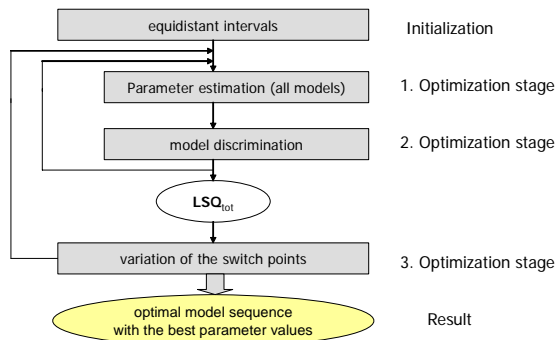 equidistant intervals
Initialization
Parameter estimation (all models)
1. Optimization stage
model discrimination
2. Optimization stage
LSQtot
variation of the switch points
3. Optimization stage
optimal model sequence
with the best parameter values
Result